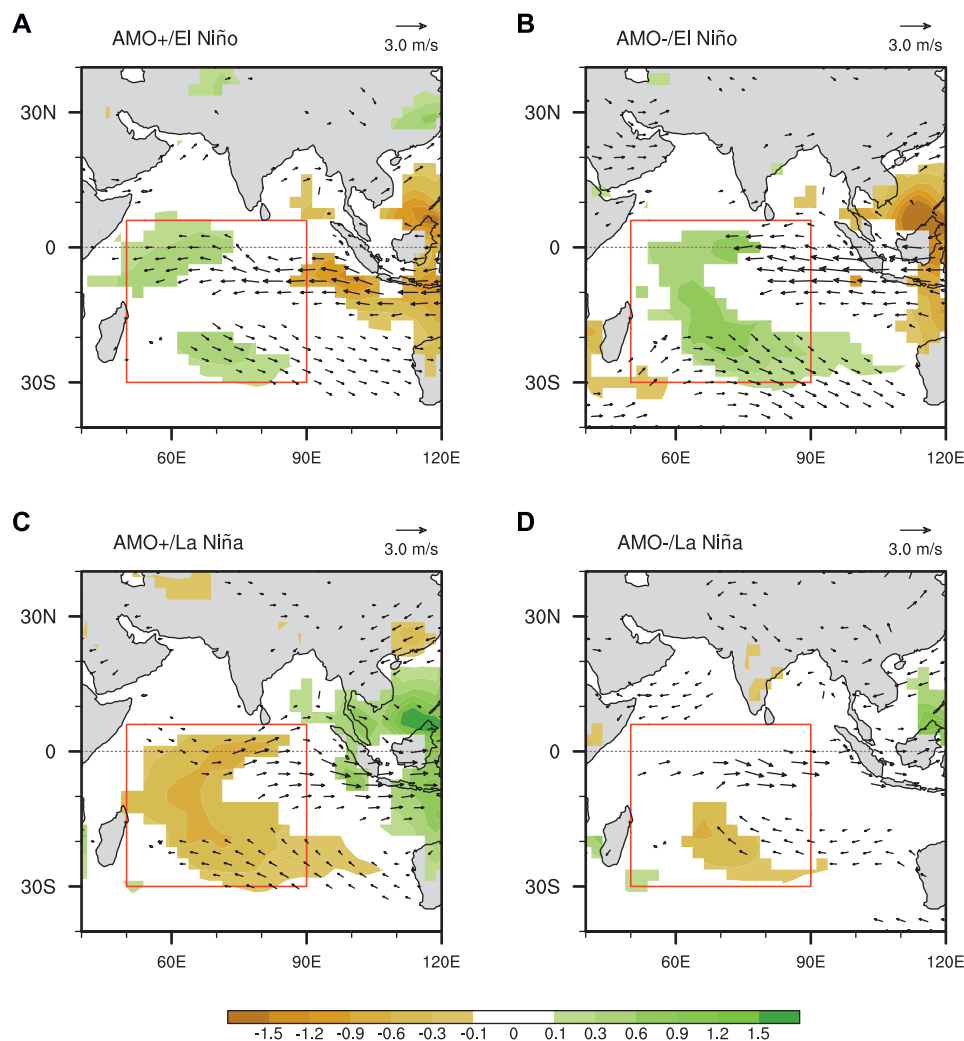 A
AMO+/El Niño
3.0 m/s
B
AMO-/El Niño
3.0 m/s
30N
0
30S
60E 90E 120E
30N
0
30S
60E 90E 120E
C
AMO+/La Niña
3.0 m/s
D
AMO-/La Niña
3.0 m/s
30N
0
30S
60E 90E 120E
30N
0
30S
60E 90E 120E
-1.5 -1.2 -0.9 -0.6 -0.3 -0.1 0 0.1 0.3 0.6 0.9 1.2 1.5